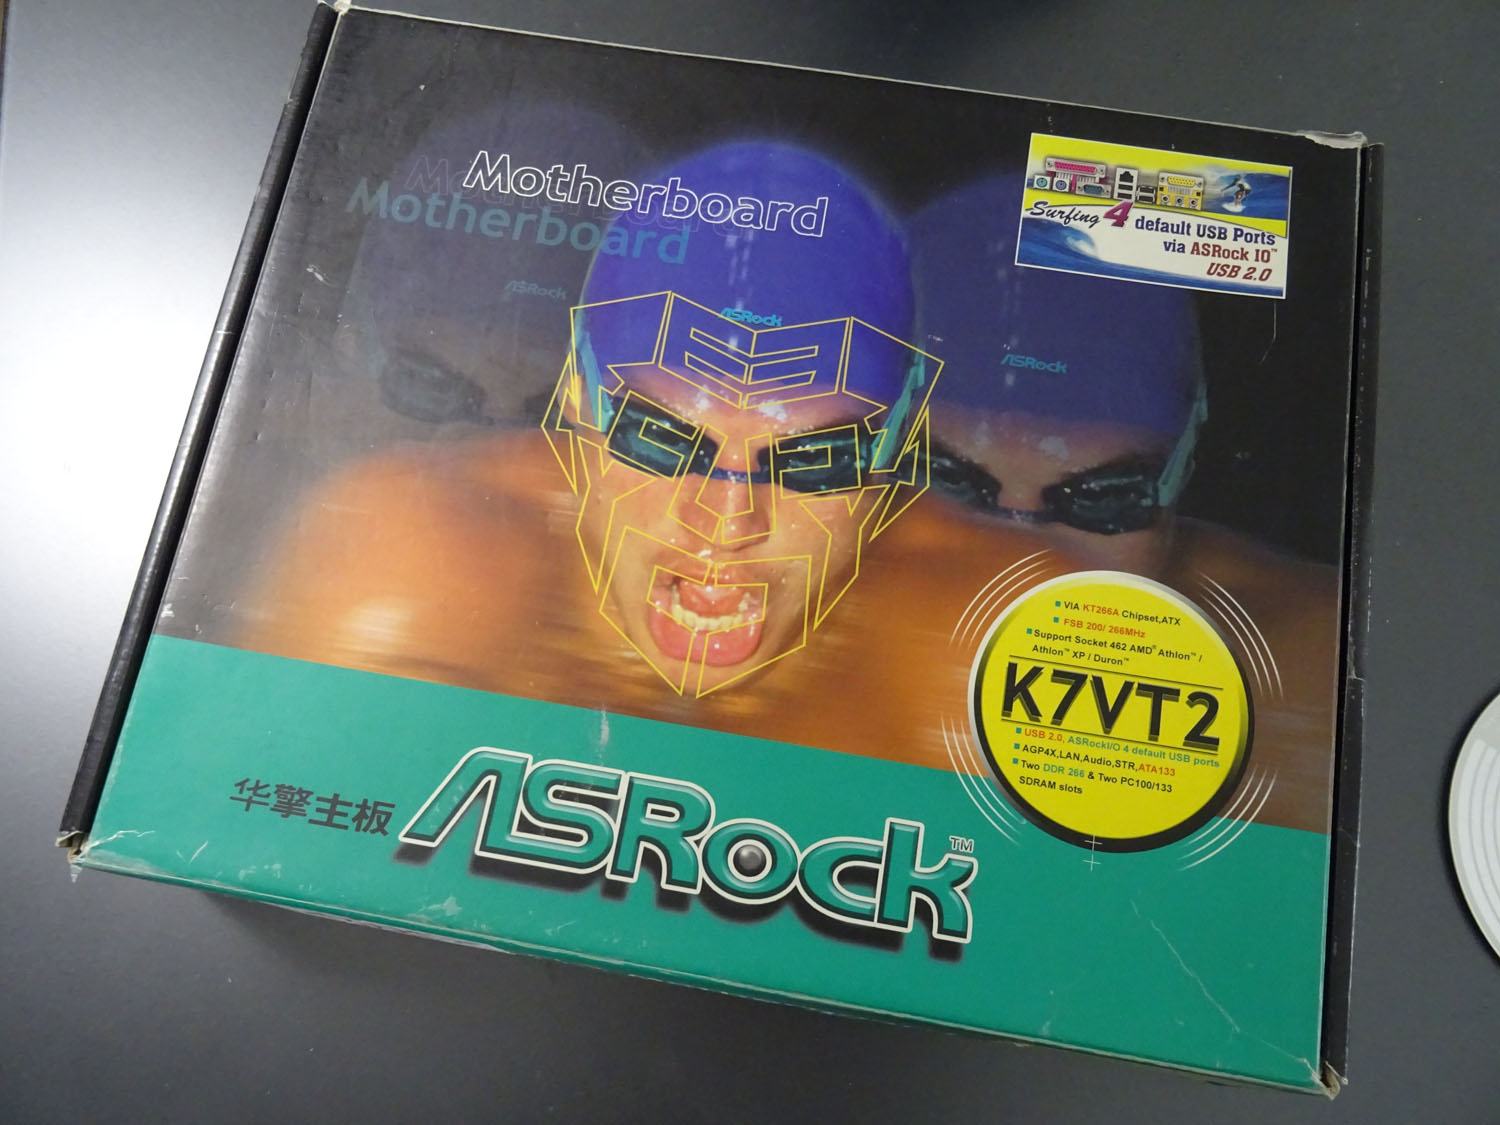 Motherboard
Motherboard
Surfing 4 default USB Ports
via ASRock IO™
USB 2.0
ASRock
ASRock
ASRock
VIA KT266A Chipset,ATX
FSB 200/ 266MHz
Support Socket 462 AMD® Athlon™ /
Athlon™ XP / Duron™
K7VT2
USB 2.0, ASRockI/O 4 default USB ports
AGP4X,LAN,Audio,STR,ATA133
Two DDR 266 & Two PC100/133
SDRAM slots
华擎主板 ASRock™